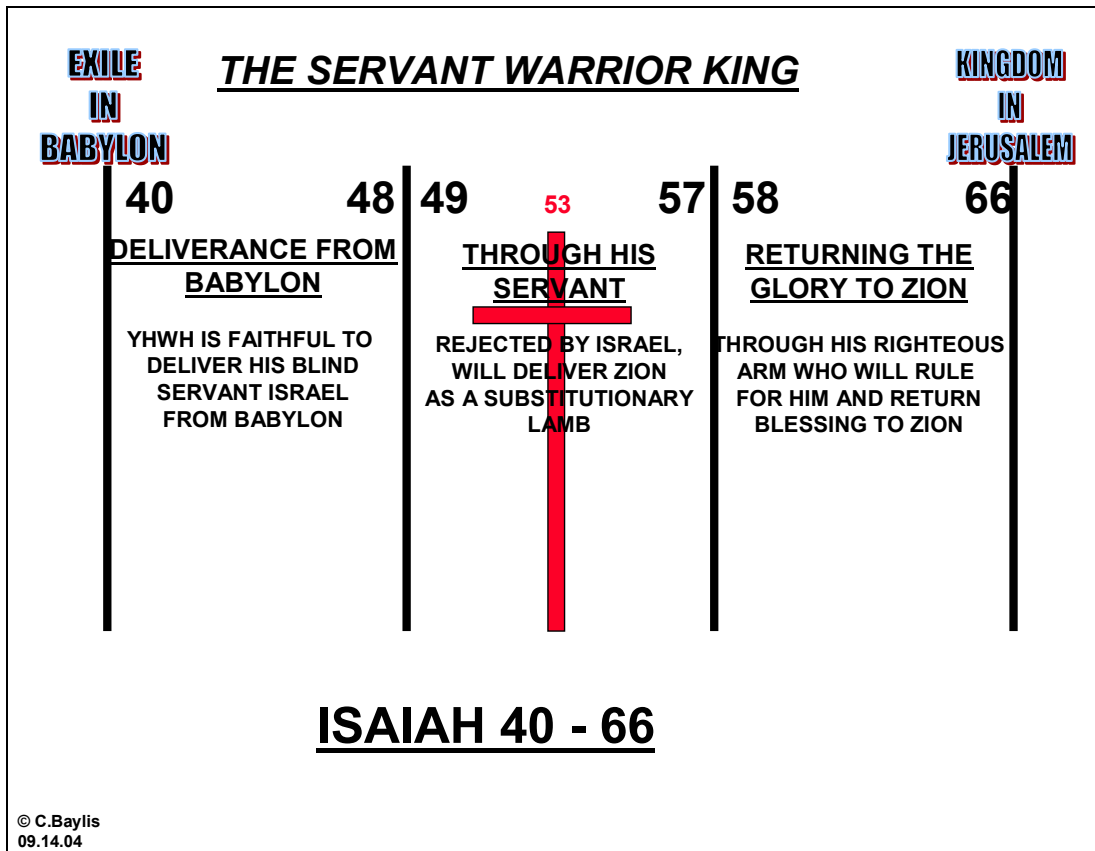 EXILE
IN
BABYLON
THE SERVANT WARRIOR KING
KINGDOM
IN
JERUSALEM
40
48
49
53
57
58
66
DELIVERANCE FROM
BABYLON
YHWH IS FAITHFUL TO
DELIVER HIS BLIND
SERVANT ISRAEL
FROM BABYLON
THROUGH HIS
SERVANT
REJECTED BY ISRAEL,
WILL DELIVER ZION
AS A SUBSTITUTIONARY
LAMB
RETURNING THE
GLORY TO ZION
THROUGH HIS RIGHTEOUS
ARM WHO WILL RULE
FOR HIM AND RETURN
BLESSING TO ZION
ISAIAH 40 - 66
© C.Baylis
09.14.04